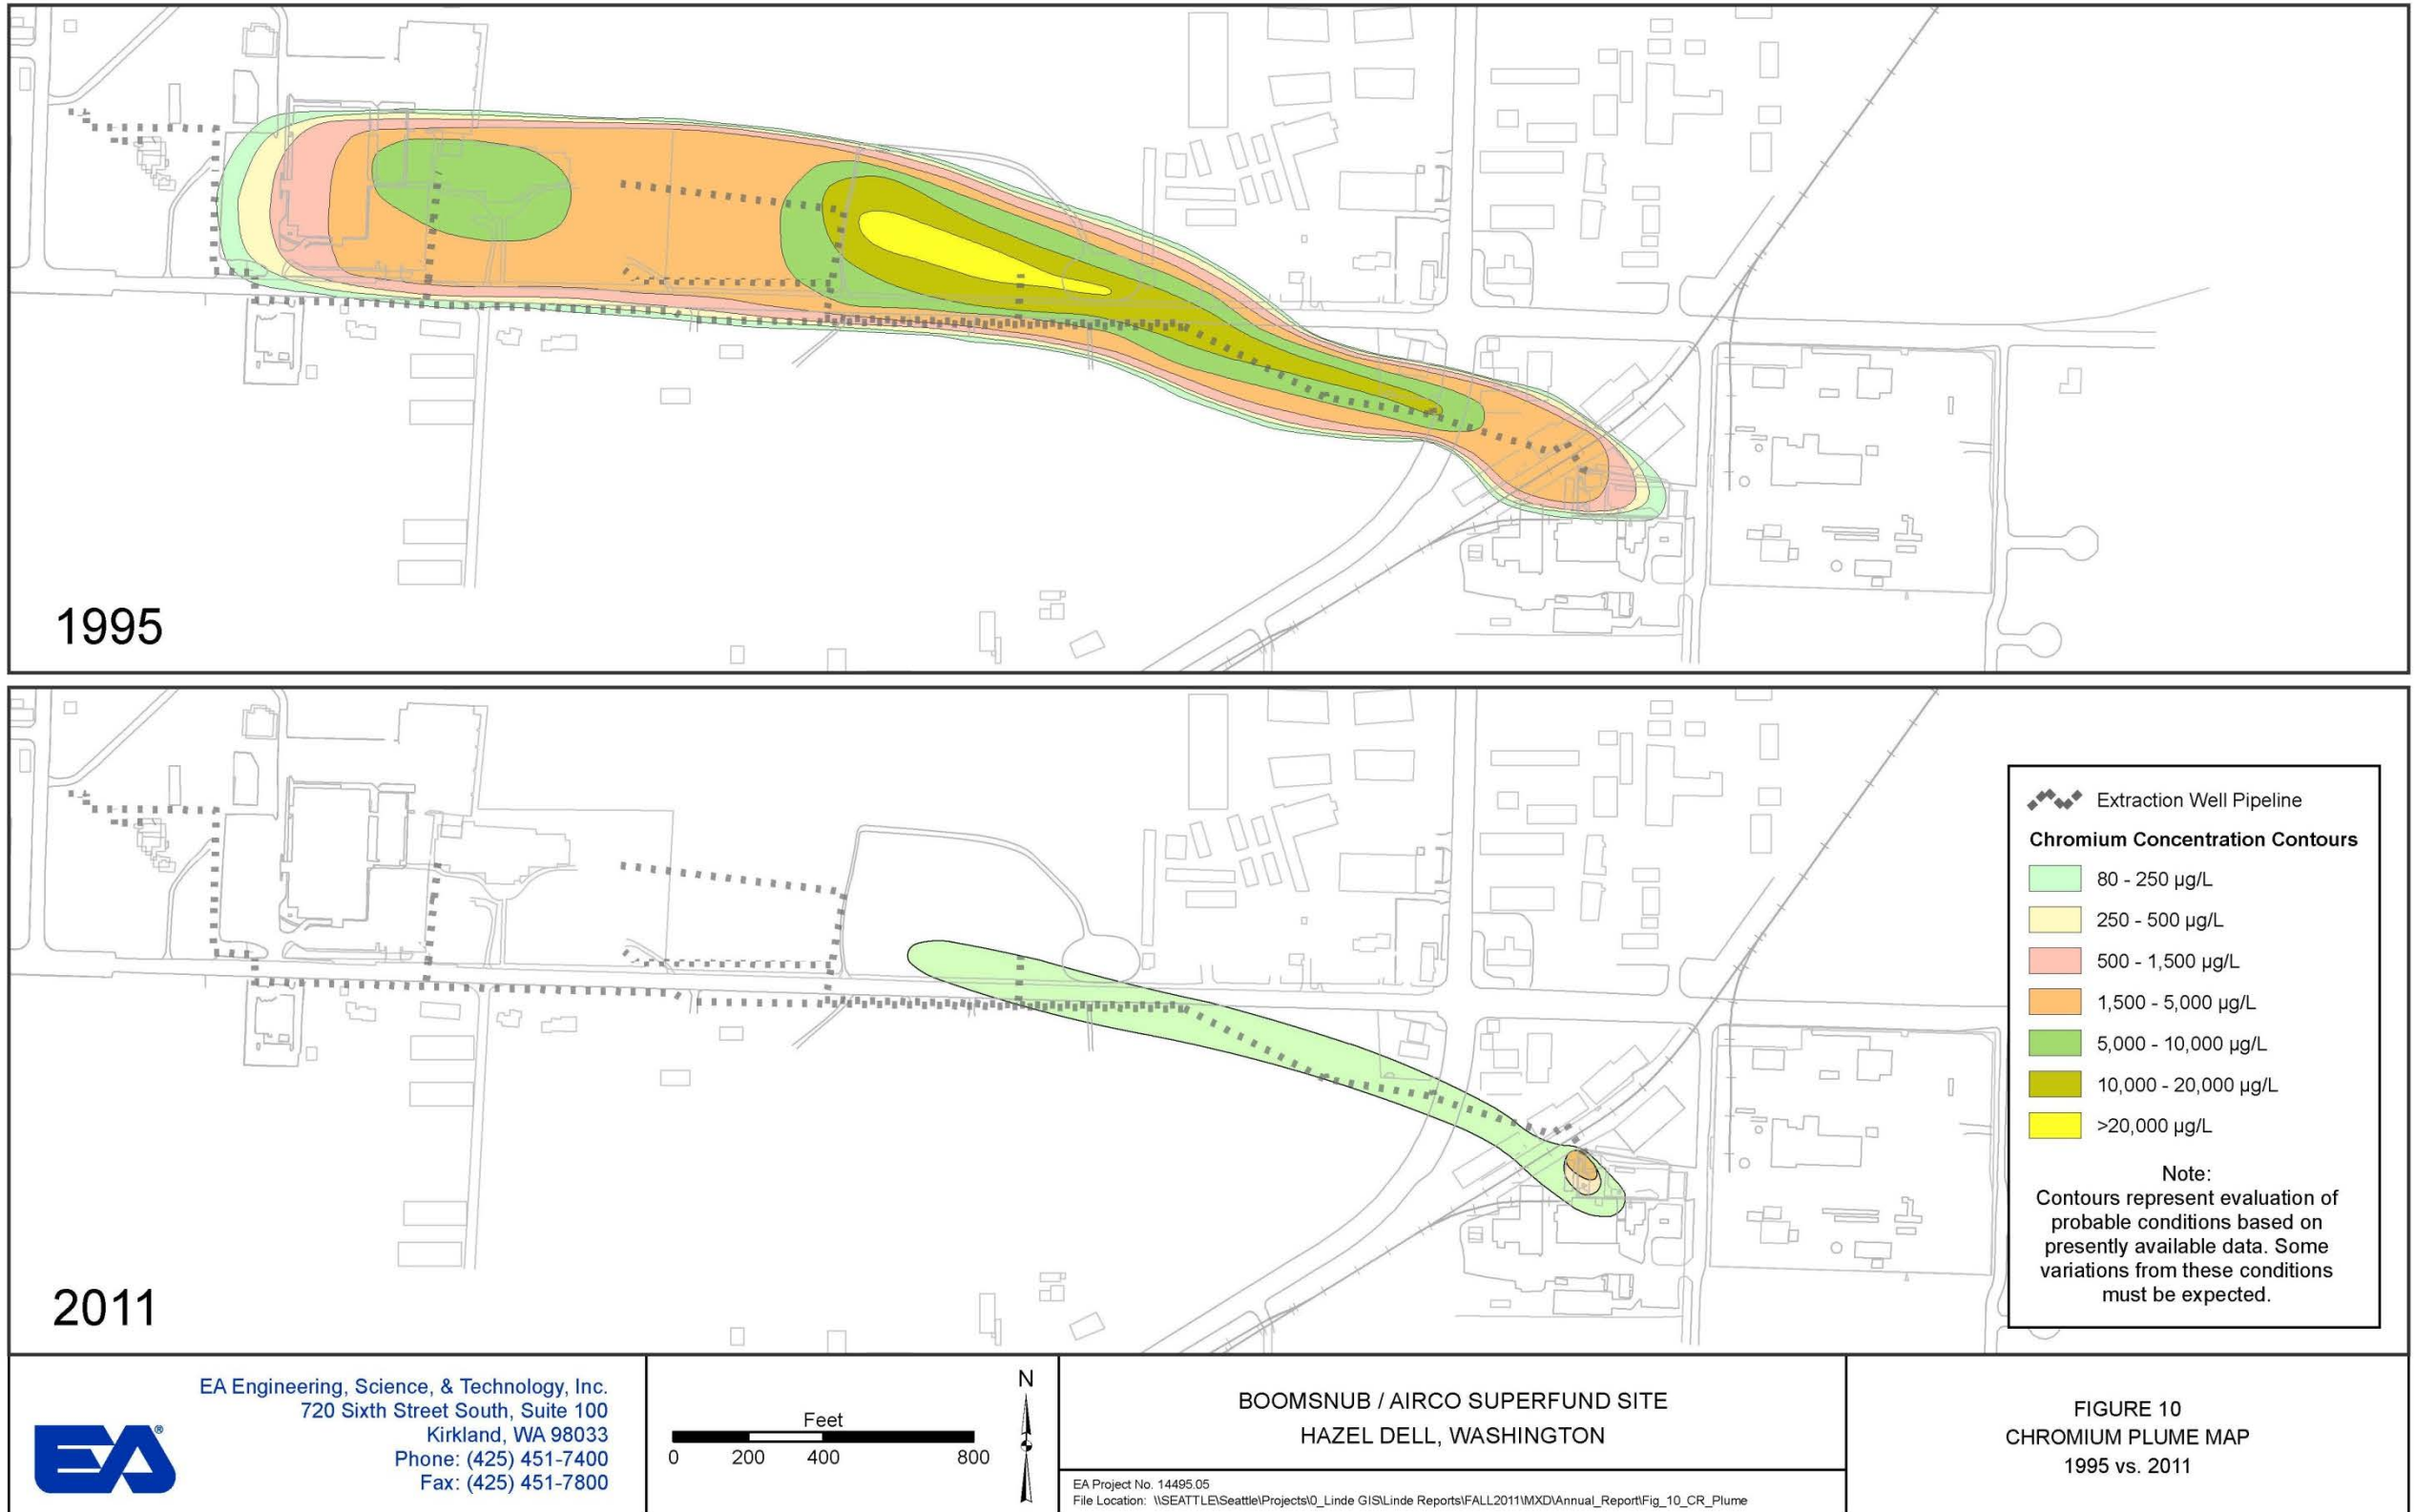 1995
2011
Extraction Well Pipeline
Chromium Concentration Contours
80 - 250 µg/L
250 - 500 µg/L
500 - 1,500 µg/L
1,500 - 5,000 µg/L
5,000 - 10,000 µg/L
10,000 - 20,000 µg/L
>20,000 µg/L
Note:
Contours represent evaluation of
probable conditions based on
presently available data. Some
variations from these conditions
must be expected.
EA®
EA Engineering, Science, & Technology, Inc.
720 Sixth Street South, Suite 100
Kirkland, WA 98033
Phone: (425) 451-7400
Fax: (425) 451-7800
Feet
0 200 400 800
N
BOOMSNUB / AIRCO SUPERFUND SITE
HAZEL DELL, WASHINGTON
EA Project No. 14495.05
File Location: \\SEATTLE\Seattle\Projects\0_Linde GIS\Linde Reports\FALL2011\MXD\Annual_Report\Fig_10_CR_Plume
FIGURE 10
CHROMIUM PLUME MAP
1995 vs. 2011